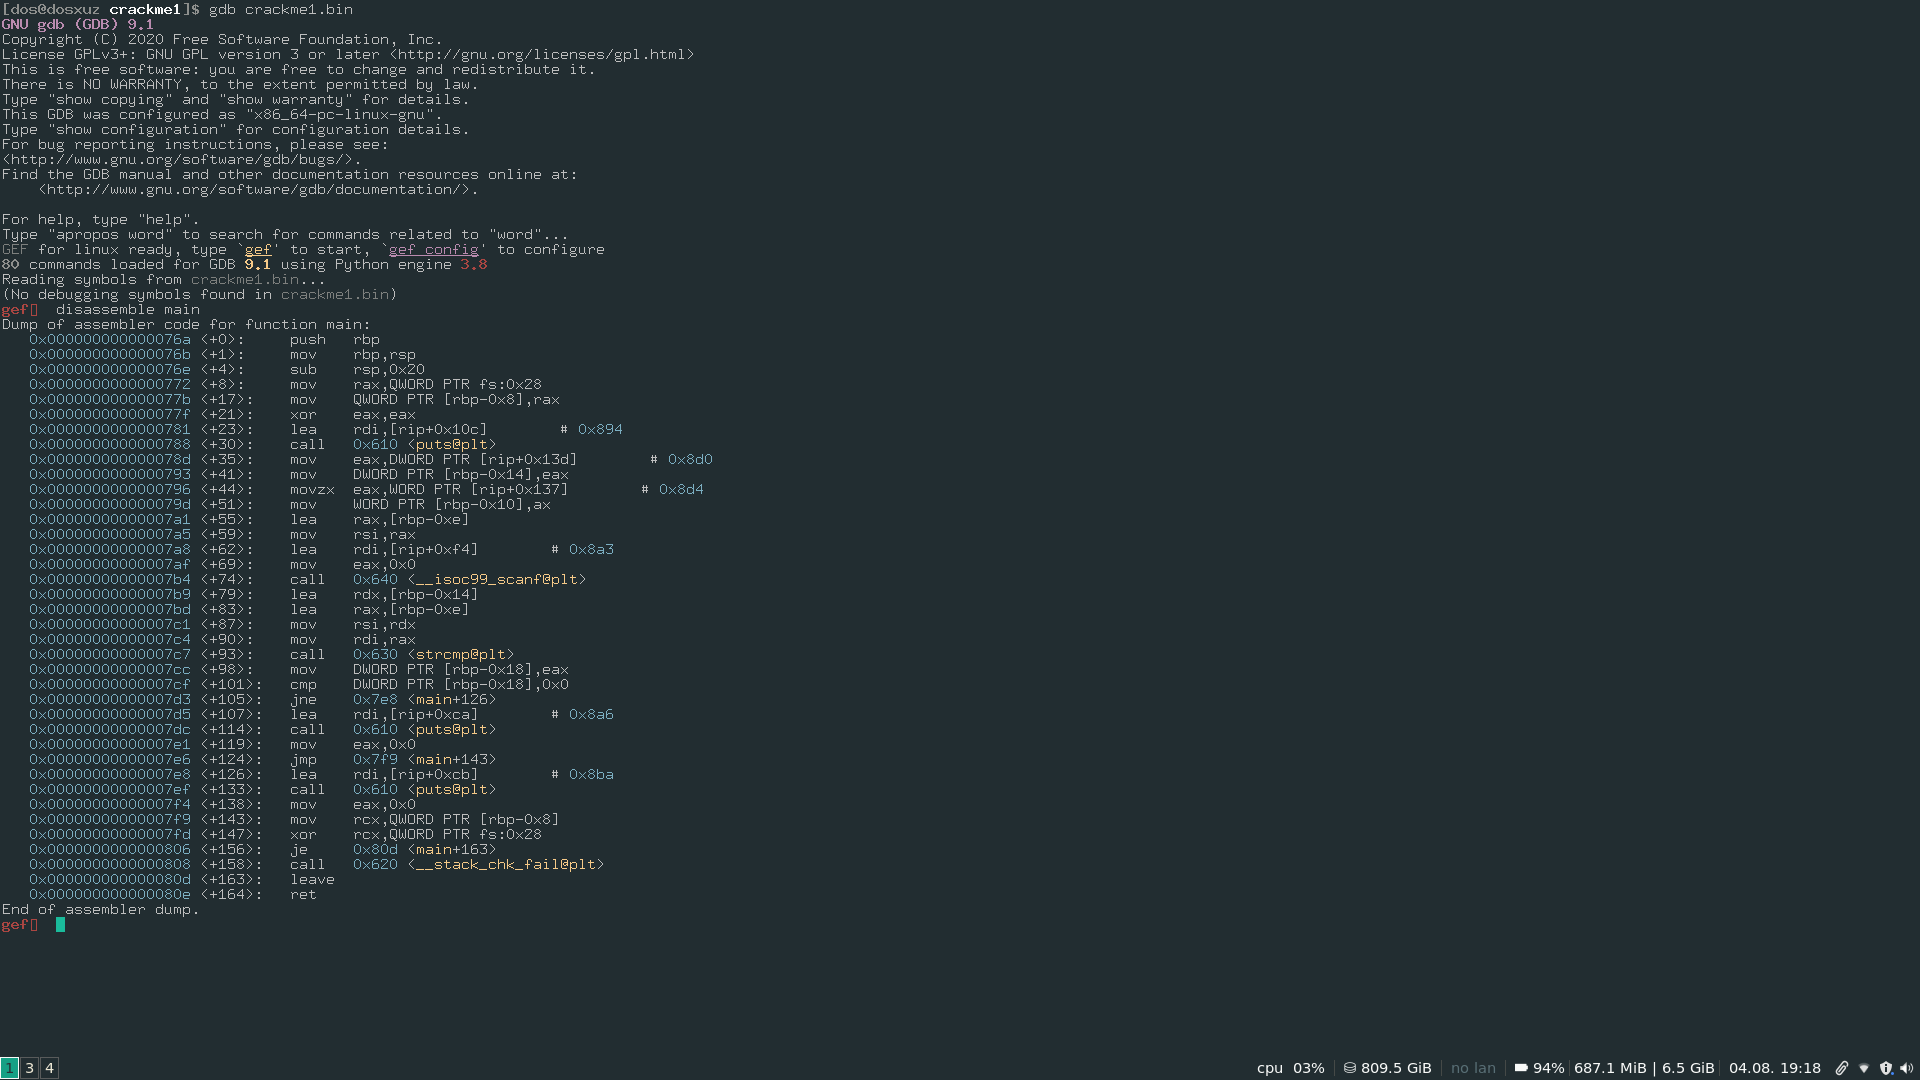 [dos@dosxuz crackme1]$ gdb crackme1.bin
GNU gdb (GDB) 9.1
Copyright (C) 2020 Free Software Foundation, Inc.
License GPLv3+: GNU GPL version 3 or later <http://gnu.org/licenses/gpl.html>
This is free software: you are free to change and redistribute it.
There is NO WARRANTY, to the extent permitted by law.
Type "show copying" and "show warranty" for details.
This GDB was configured as "x86_64-pc-linux-gnu".
Type "show configuration" for configuration details.
For bug reporting instructions, please see:
<http://www.gnu.org/software/gdb/bugs/>.
Find the GDB manual and other documentation resources online at:
    <http://www.gnu.org/software/gdb/documentation/>.

For help, type "help".
Type "apropos word" to search for commands related to "word"...
GEF for linux ready, type `gef' to start, `gef config' to configure
80 commands loaded for GDB 9.1 using Python engine 3.8
Reading symbols from crackme1.bin...
(No debugging symbols found in crackme1.bin)
gef▯  disassemble main
Dump of assembler code for function main:
   0x000000000000076a <+0>:     push   rbp
   0x000000000000076b <+1>:     mov    rbp,rsp
   0x000000000000076e <+4>:     sub    rsp,0x20
   0x0000000000000772 <+8>:     mov    rax,QWORD PTR fs:0x28
   0x000000000000077b <+17>:    mov    QWORD PTR [rbp-0x8],rax
   0x000000000000077f <+21>:    xor    eax,eax
   0x0000000000000781 <+23>:    lea    rdi,[rip+0x10c]        # 0x894
   0x0000000000000788 <+30>:    call   0x610 <puts@plt>
   0x000000000000078d <+35>:    mov    eax,DWORD PTR [rip+0x13d]        # 0x8d0
   0x0000000000000793 <+41>:    mov    DWORD PTR [rbp-0x14],eax
   0x0000000000000796 <+44>:    movzx  eax,WORD PTR [rip+0x137]        # 0x8d4
   0x000000000000079d <+51>:    mov    WORD PTR [rbp-0x10],ax
   0x00000000000007a1 <+55>:    lea    rax,[rbp-0xe]
   0x00000000000007a5 <+59>:    mov    rsi,rax
   0x00000000000007a8 <+62>:    lea    rdi,[rip+0xf4]        # 0x8a3
   0x00000000000007af <+69>:    mov    eax,0x0
   0x00000000000007b4 <+74>:    call   0x640 <__isoc99_scanf@plt>
   0x00000000000007b9 <+79>:    lea    rdx,[rbp-0x14]
   0x00000000000007bd <+83>:    lea    rax,[rbp-0xe]
   0x00000000000007c1 <+87>:    mov    rsi,rdx
   0x00000000000007c4 <+90>:    mov    rdi,rax
   0x00000000000007c7 <+93>:    call   0x630 <strcmp@plt>
   0x00000000000007cc <+98>:    mov    DWORD PTR [rbp-0x18],eax
   0x00000000000007cf <+101>:   cmp    DWORD PTR [rbp-0x18],0x0
   0x00000000000007d3 <+105>:   jne    0x7e8 <main+126>
   0x00000000000007d5 <+107>:   lea    rdi,[rip+0xca]        # 0x8a6
   0x00000000000007dc <+114>:   call   0x610 <puts@plt>
   0x00000000000007e1 <+119>:   mov    eax,0x0
   0x00000000000007e6 <+124>:   jmp    0x7f9 <main+143>
   0x00000000000007e8 <+126>:   lea    rdi,[rip+0xcb]        # 0x8ba
   0x00000000000007ef <+133>:   call   0x610 <puts@plt>
   0x00000000000007f4 <+138>:   mov    eax,0x0
   0x00000000000007f9 <+143>:   mov    rcx,QWORD PTR [rbp-0x8]
   0x00000000000007fd <+147>:   xor    rcx,QWORD PTR fs:0x28
   0x0000000000000806 <+156>:   je     0x80d <main+163>
   0x0000000000000808 <+158>:   call   0x620 <__stack_chk_fail@plt>
   0x000000000000080d <+163>:   leave
   0x000000000000080e <+164>:   ret
End of assembler dump.
gef▯
1 3 4 cpu 03% | 809.5 GiB | no lan | 94% | 687.1 MiB | 6.5 GiB | 04.08. 19:18